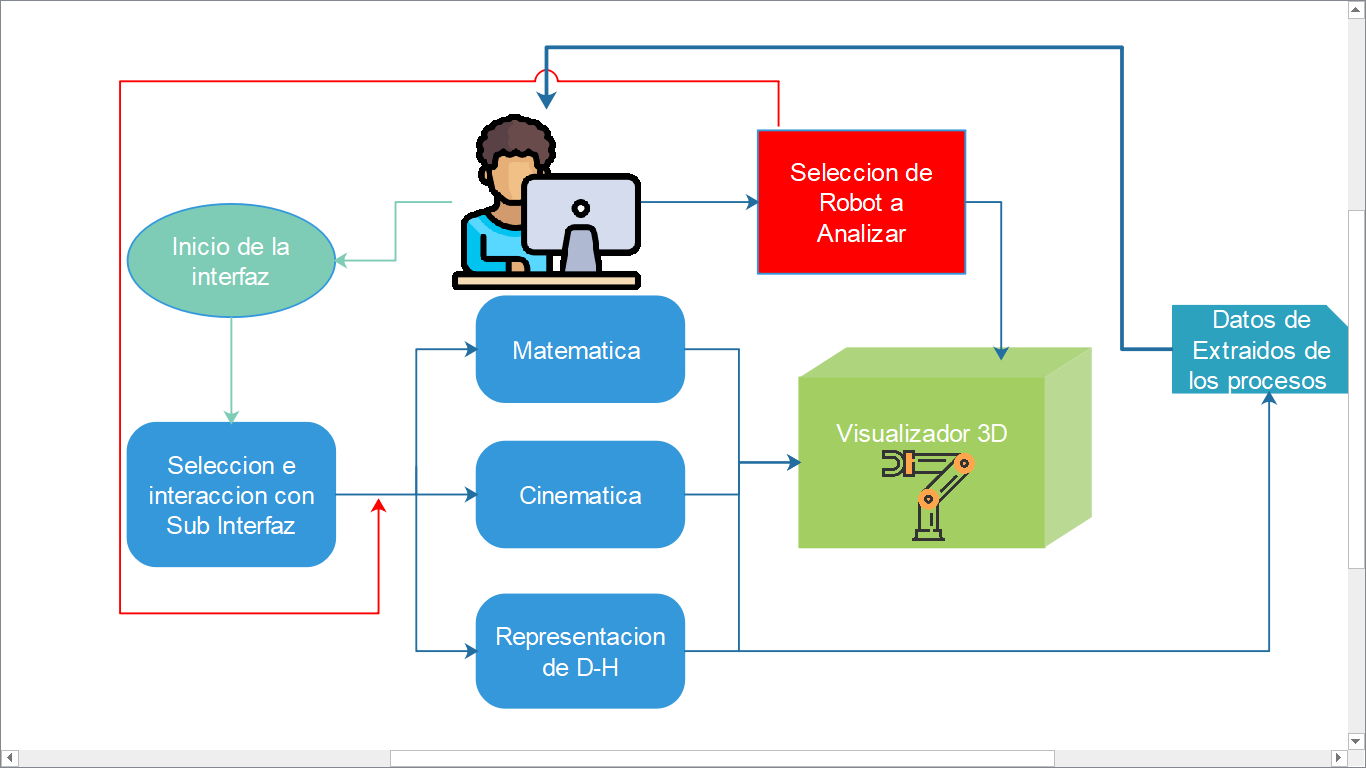 Seleccion de
Robot a
Analizar
Inicio de la
interfaz
Datos de
Extraidos de
los procesos
Matematica
Visualizador 3D
Seleccion e
interaccion con
Sub Interfaz
Cinematica
Representacion
de D-H